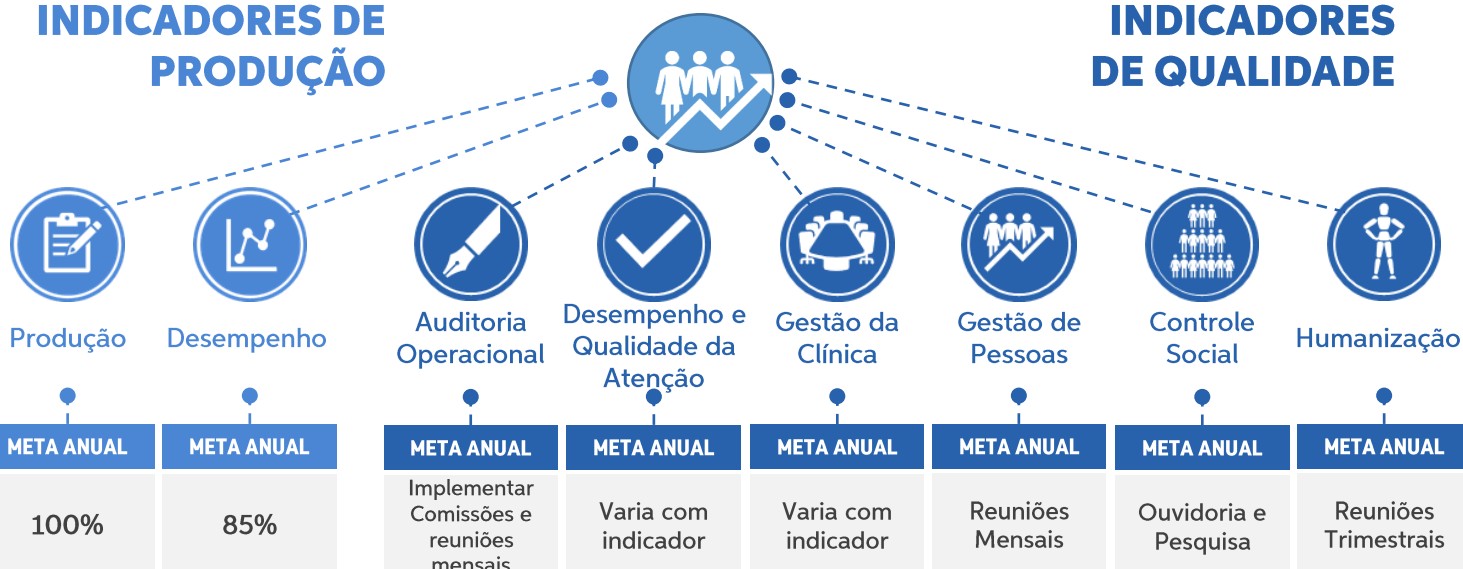 INDICADORES DE
PRODUÇÃO
INDICADORES
DE QUALIDADE
Produção
Desempenho
Auditoria
Operacional
Desempenho e
Qualidade da
Atenção
Gestão da
Clínica
Gestão de
Pessoas
Controle
Social
Humanização
META ANUAL
META ANUAL
META ANUAL
META ANUAL
META ANUAL
META ANUAL
META ANUAL
META ANUAL
100%
85%
Implementar
Comissões e
reuniões
mensais
Varia com
indicador
Varia com
indicador
Reuniões
Mensais
Ouvidoria e
Pesquisa
Reuniões
Trimestrais